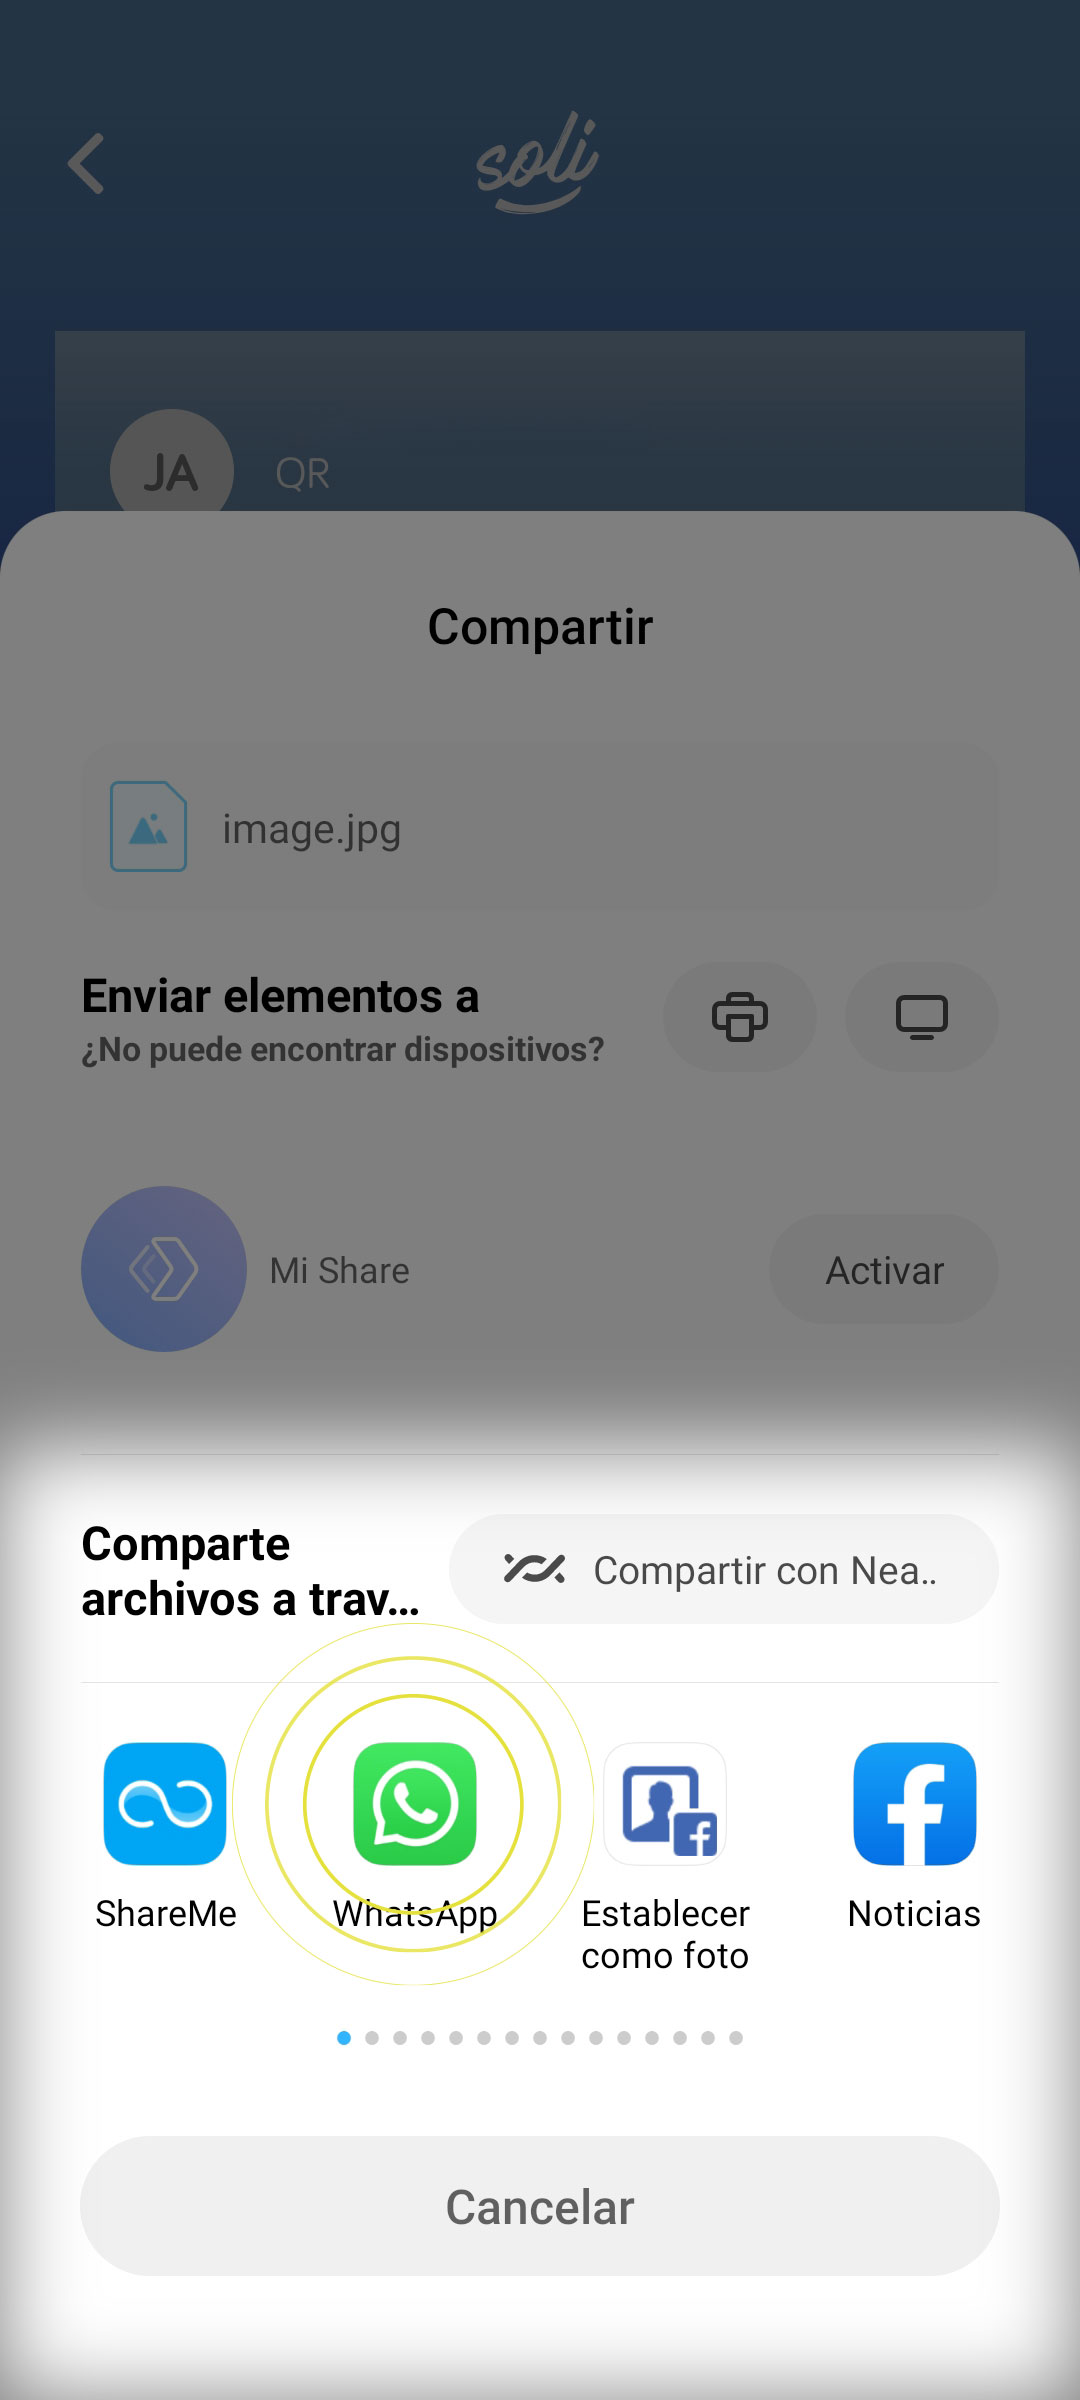 soli
JA
QR
Compartir
image.jpg
Enviar elementos a
¿No puede encontrar dispositivos?
Mi Share
Activar
Comparte
archivos a trav...
Compartir con Nea..
ShareMe
WhatsApp
Establecer
como foto
Noticias
Cancelar